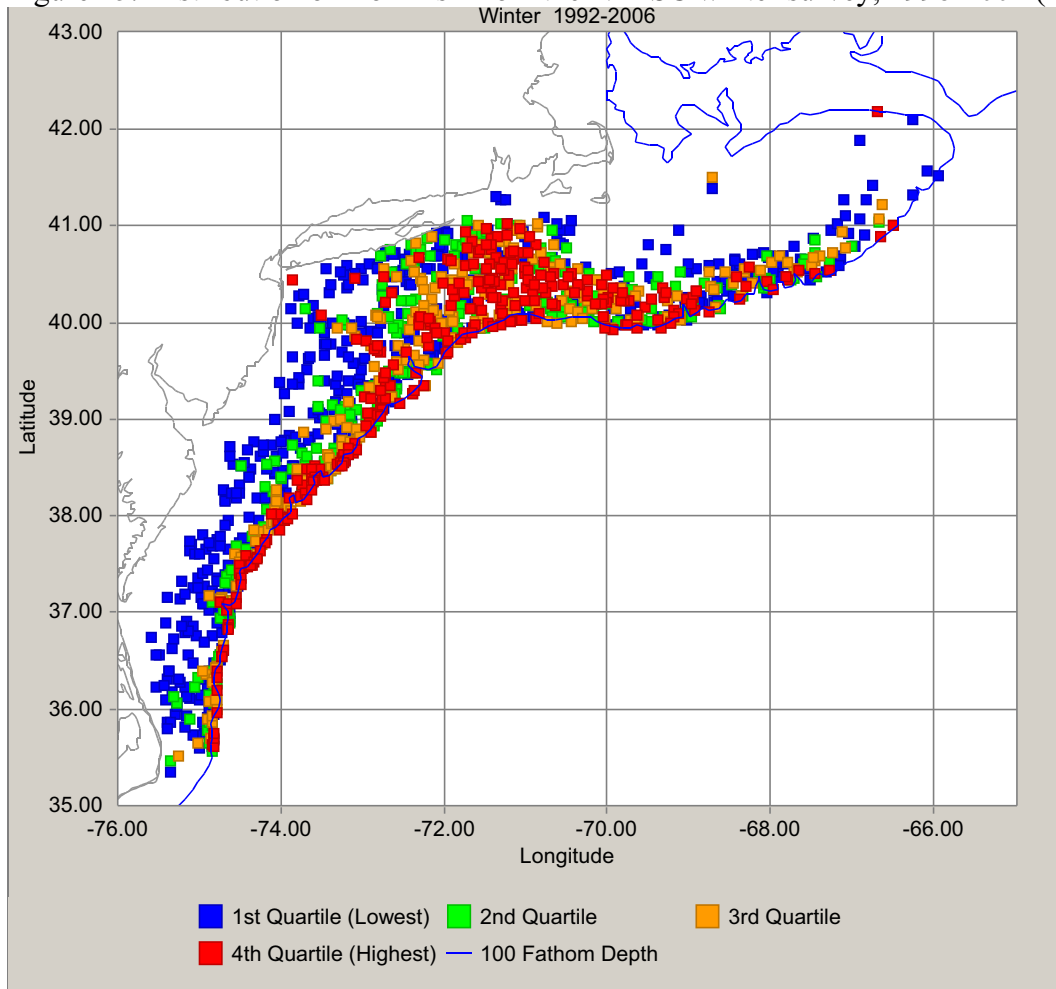 Winter 1992-2006
43.00
42.00
41.00
40.00
39.00
38.00
37.00
36.00
35.00
Latitude
-76.00 -74.00 -72.00 -70.00 -68.00 -66.00
Longitude
1st Quartile (Lowest) 2nd Quartile 3rd Quartile
4th Quartile (Highest) 100 Fathom Depth